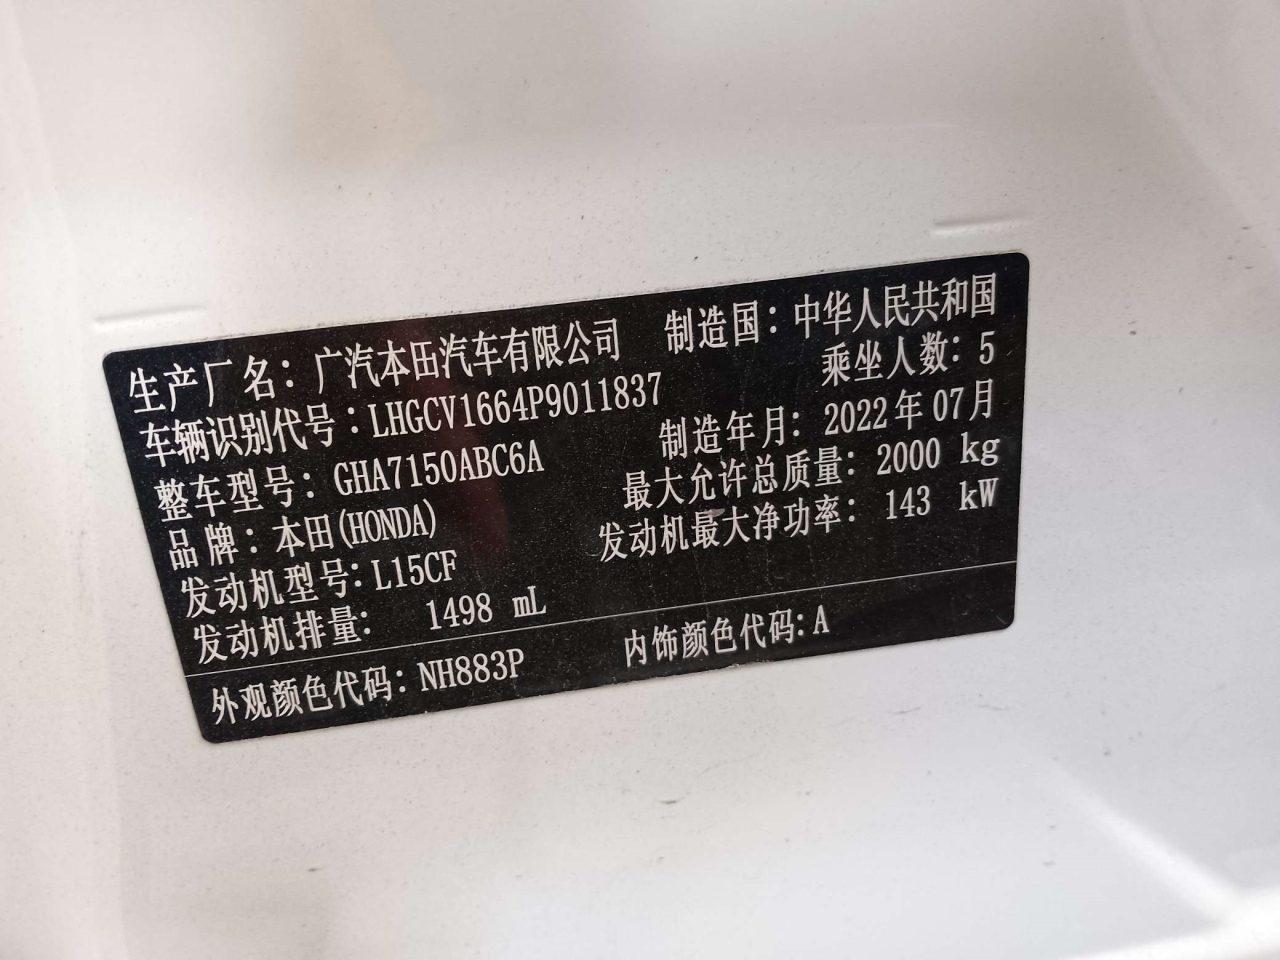 生产厂名：广汽本田汽车有限公司 制造国：中华人民共和国
车辆识别代号：LHGCV1664P9011837 乘坐人数：5
整车型号：GHA7150ABC6A 制造年月：2022年07月
品牌：本田(HONDA) 最大允许总质量：2000 kg
发动机型号：L15CF 发动机最大净功率：143 kW
发动机排量： 1498 mL
外观颜色代码：NH883P 内饰颜色代码：A